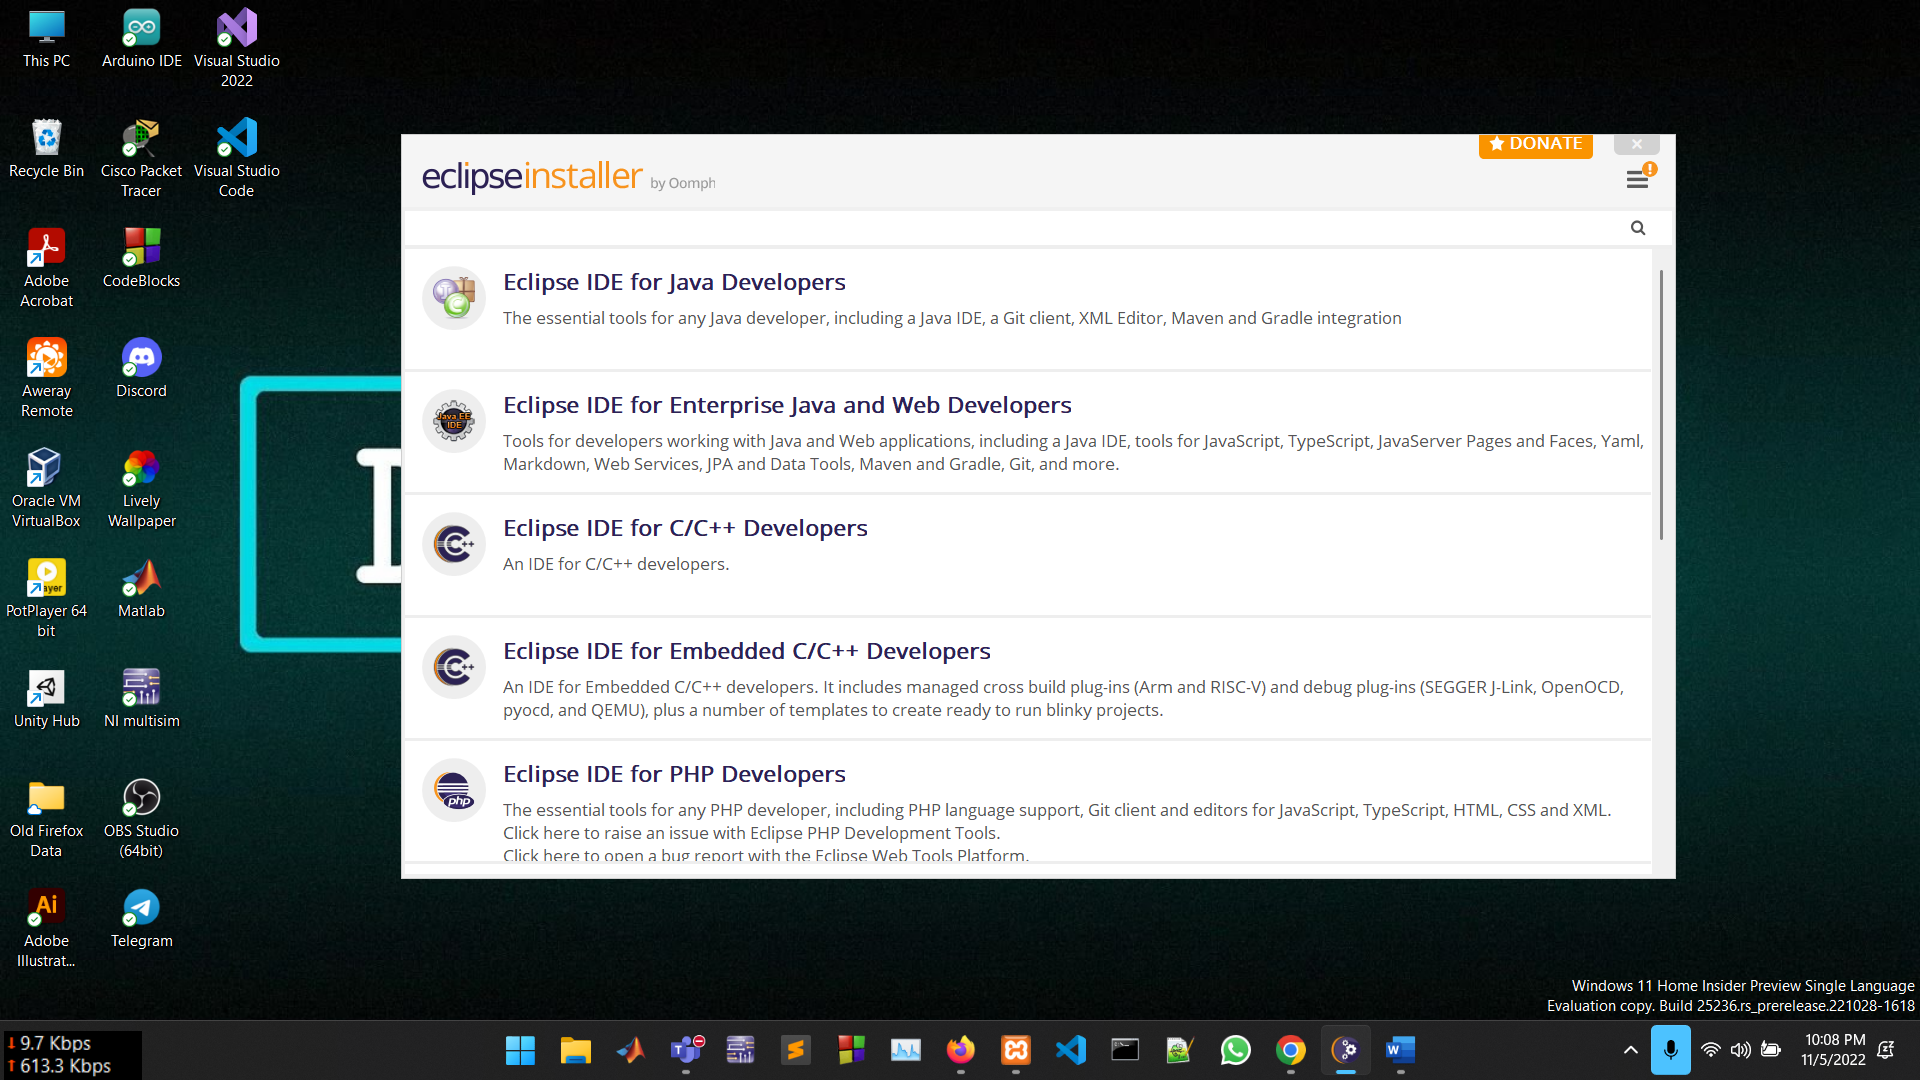 This PC
Arduino IDE
Visual Studio
2022
Recycle Bin
Cisco Packet
Tracer
Visual Studio
Code
Adobe
Acrobat
CodeBlocks
Aweray
Remote
Discord
Oracle VM
VirtualBox
Lively
Wallpaper
PotPlayer 64
bit
Matlab
Unity Hub
NI multisim
Old Firefox
Data
OBS Studio
(64bit)
Adobe
Illustrat...
Telegram
DONATE
eclipseinstaller by Oomph
Eclipse IDE for Java Developers
The essential tools for any Java developer, including a Java IDE, a Git client, XML Editor, Maven and Gradle integration
Java EE
IDE
Eclipse IDE for Enterprise Java and Web Developers
Tools for developers working with Java and Web applications, including a Java IDE, tools for JavaScript, TypeScript, JavaServer Pages and Faces, Yaml,
Markdown, Web Services, JPA and Data Tools, Maven and Gradle, Git, and more.
C++
Eclipse IDE for C/C++ Developers
An IDE for C/C++ developers.
C++
Eclipse IDE for Embedded C/C++ Developers
An IDE for Embedded C/C++ developers. It includes managed cross build plug-ins (Arm and RISC-V) and debug plug-ins (SEGGER J-Link, OpenOCD,
pyocd, and QEMU), plus a number of templates to create ready to run blinky projects.
php
Eclipse IDE for PHP Developers
The essential tools for any PHP developer, including PHP language support, Git client and editors for JavaScript, TypeScript, HTML, CSS and XML.
Click here to raise an issue with Eclipse PHP Development Tools.
Click here to open a bug report with the Eclipse Web Tools Platform.
Windows 11 Home Insider Preview Single Language
Evaluation copy. Build 25236.rs_prerelease.221028-1618
9.7 Kbps
613.3 Kbps
10:08 PM
11/5/2022